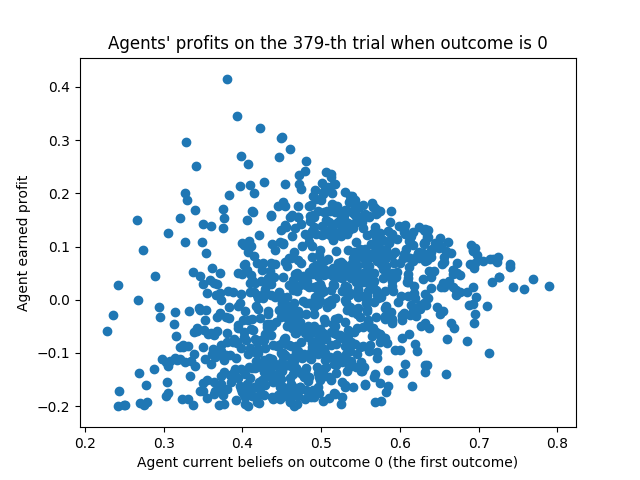 Agents' profits on the 379-th trial when outcome is 0
Agent earned profit
0.4
0.3
0.2
0.1
0.0
−0.1
−0.2
0.2 0.3 0.4 0.5 0.6 0.7 0.8
Agent current beliefs on outcome 0 (the first outcome)